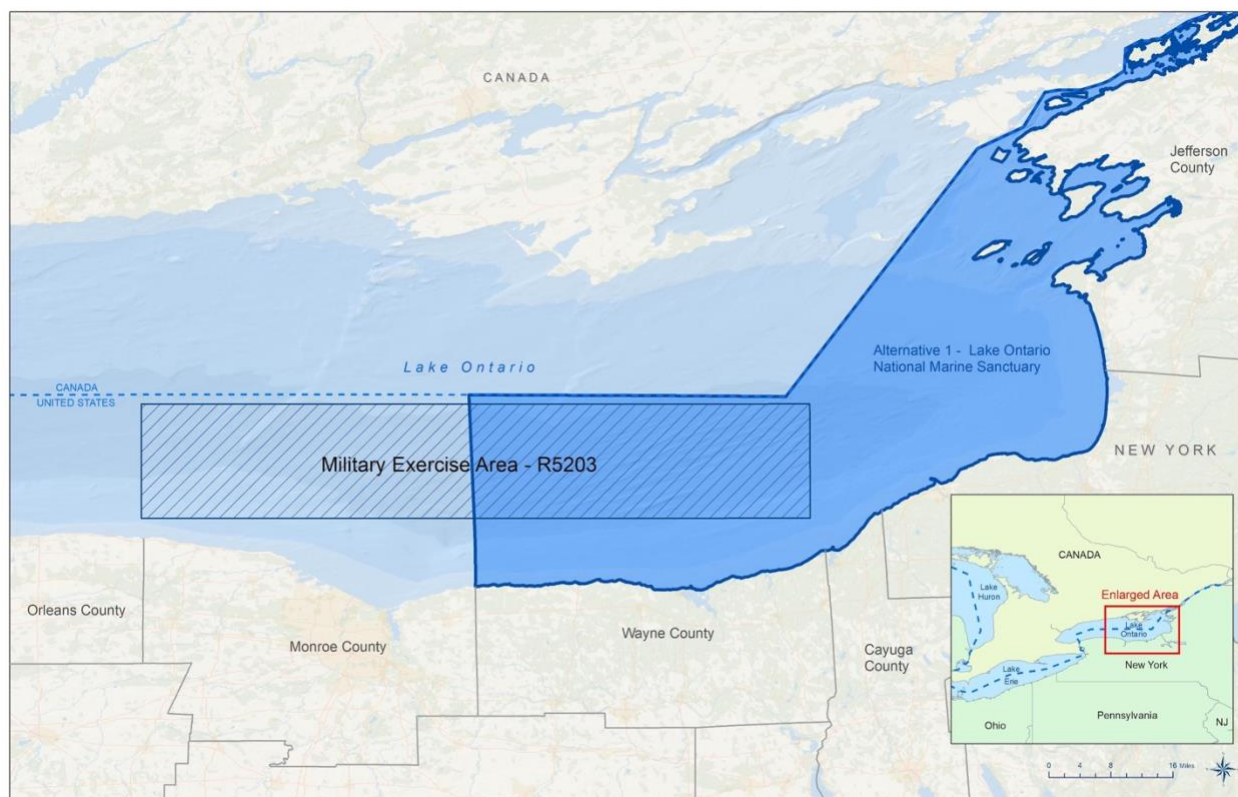 CANADA
Jefferson
County
Lake Ontario
Alternative 1 - Lake Ontario
National Marine Sanctuary
CANADA
UNITED STATES
Military Exercise Area - R5203
NEW YORK
Orleans County
Monroe County
Wayne County
Cayuga
County
CANADA
Lake
Huron
Enlarged Area
Lake
Ontario
New York
Lake
Erie
Pennsylvania
Ohio
NJ
0 4 8 16 Miles